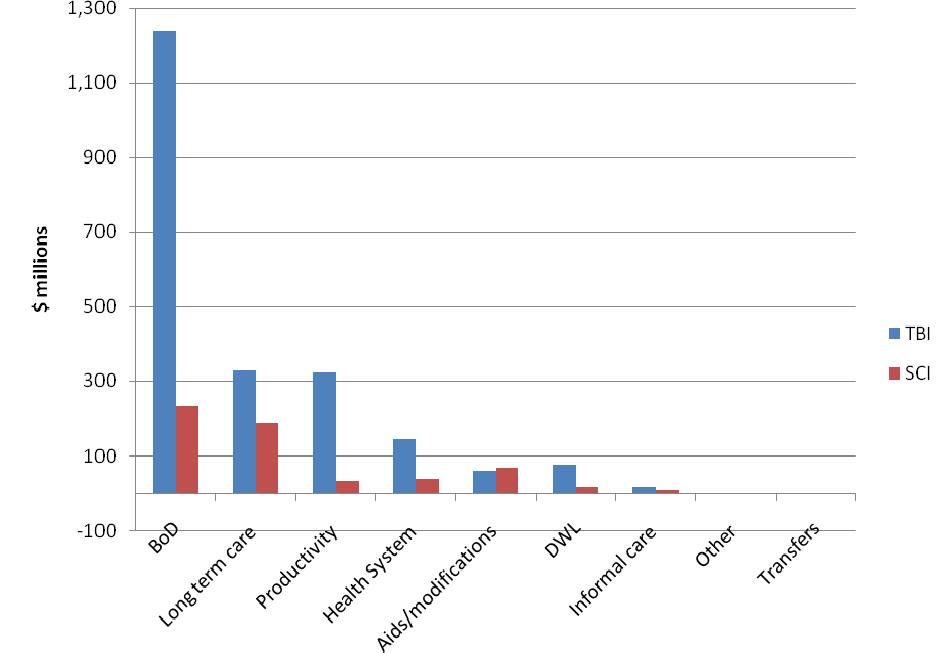 1,300
1,100
900
700
500
300
100
-100
$ millions
BoD
Long term care
Productivity
Health System
Aids/modifications
DWL
Informal care
Other
Transfers
TBI
SCI